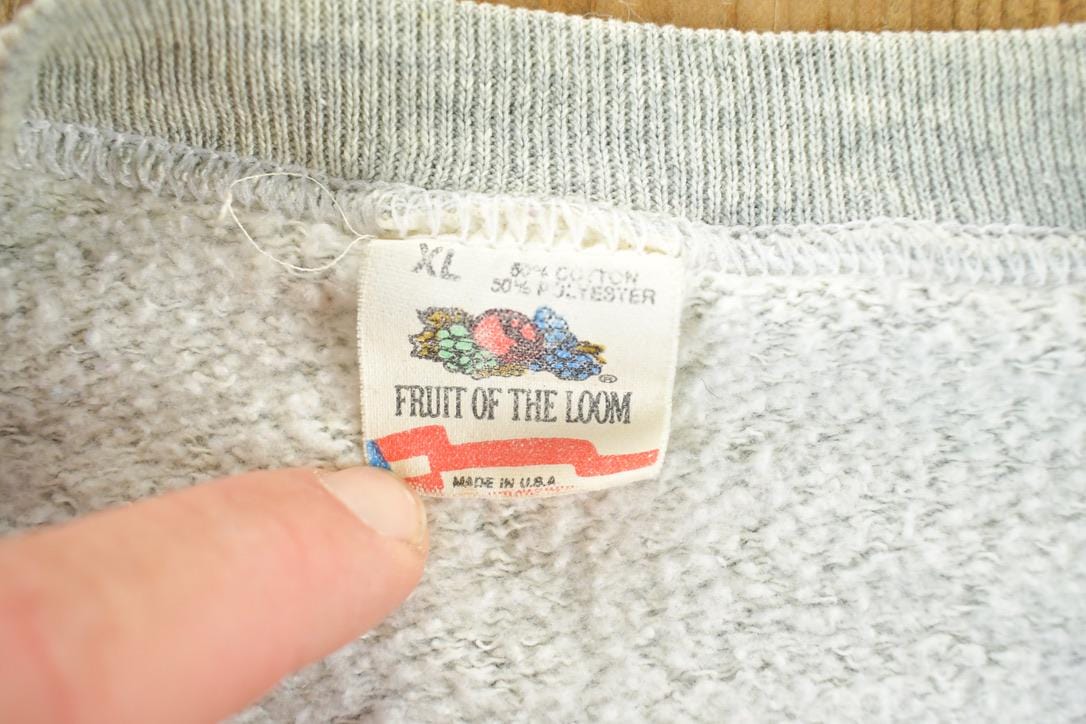 XL
50% COTTON
50% POLYESTER
®
FRUIT OF THE LOOM
MADE IN U.S.A